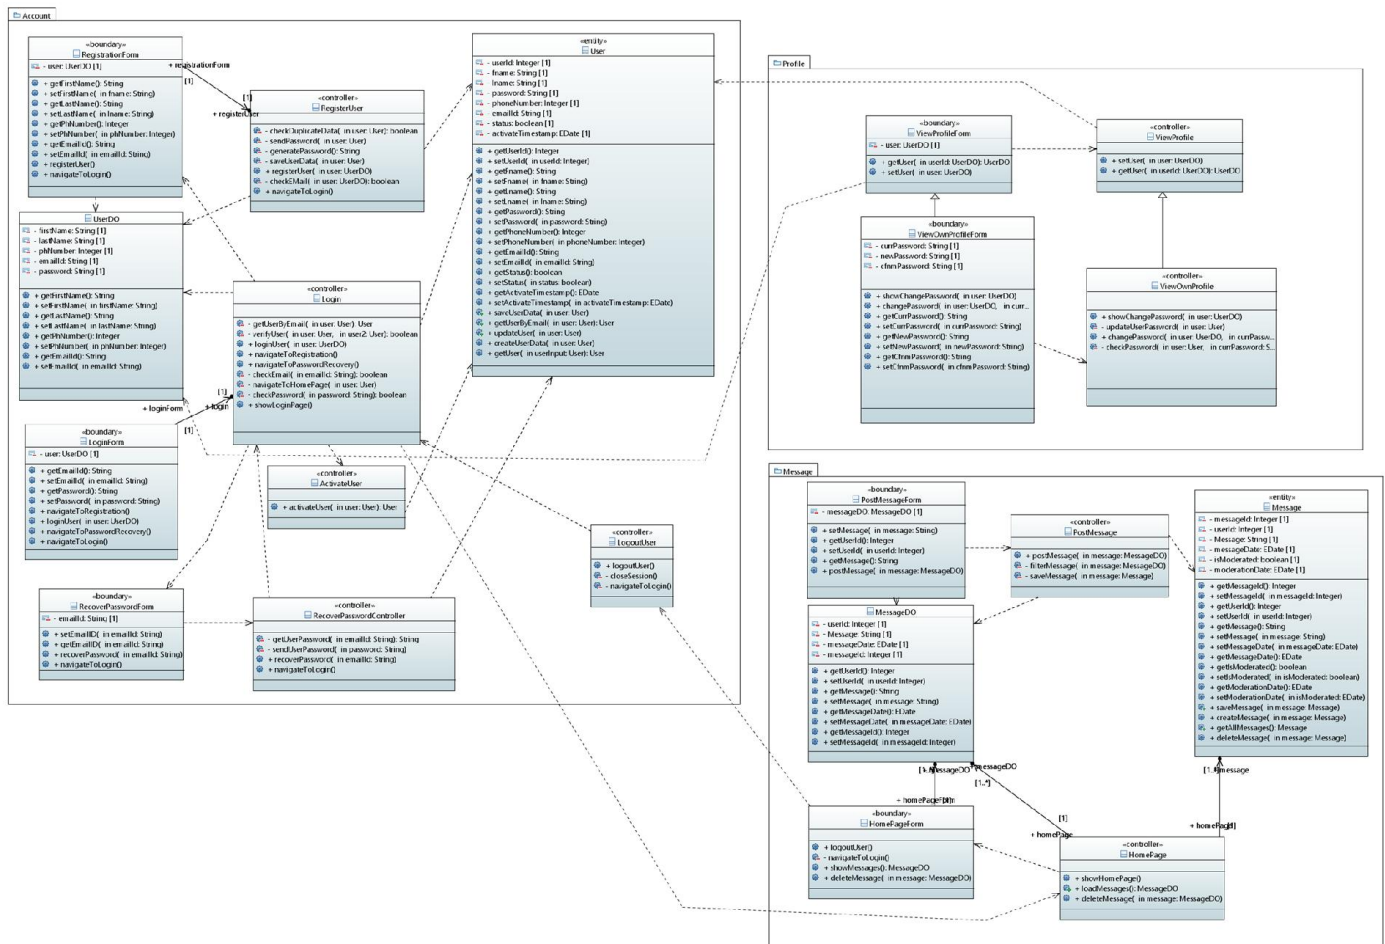 Account
«boundary»
RegistrationForm
- user: UserDO [1]
+ getFirstName(): String
+ setFirstName( in fname: String)
+ getLastName(): String
+ setLastName( in lname: String)
+ getPhNumber(): Integer
+ setPhNumber( in phNumber: Integer)
+ getEmailId(): String
+ setEmailId( in emailId: String)
+ registerUser()
+ navigateToLogin()
+ registrationForm
[1]
[1]
+ registerUser
«controller»
RegisterUser
- checkDuplicateData( in user: User): boolean
- sendPassword( in user: User)
- generatePassword(): String
- saveUserData( in user: User)
+ registerUser( in user: UserDO)
- checkEMail( in user: UserDO): boolean
+ navigateToLogin()
«entity»
User
- userId: Integer [1]
- fname: String [1]
- lname: String [1]
- password: String [1]
- phoneNumber: Integer [1]
- emailId: String [1]
- status: boolean [1]
- activateTimestamp: EDate [1]
+ getUserId(): Integer
+ setUserId( in userId: Integer)
+ getFname(): String
+ setFname( in fname: String)
+ getLname(): String
+ setLname( in lname: String)
+ getPassword(): String
+ setPassword( in password: String)
+ getPhoneNumber(): Integer
+ setPhoneNumber( in phoneNumber: Integer)
+ getEmailId(): String
+ setEmailId( in emailId: String)
+ getStatus(): boolean
+ setStatus( in status: boolean)
+ getActivateTimestamp(): EDate
+ setActivateTimestamp( in activateTimestamp: EDate)
+ saveUserData( in user: User)
+ getUserByEmail( in user: User): User
+ updateUser( in user: User)
+ createUserData( in user: User)
+ getUser( in userInput: User): User
UserDO
- firstName: String [1]
- lastName: String [1]
- phNumber: Integer [1]
- emailId: String [1]
- password: String [1]
+ getFirstName(): String
+ setFirstName( in firstName: String)
+ getLastName(): String
+ setLastName( in lastName: String)
+ getPhNumber(): Integer
+ setPhNumber( in phNumber: Integer)
+ getEmailId(): String
+ setEmailId( in emailId: String)
«controller»
Login
- getUserByEmail( in user: User): User
- verifyUser( in user: User, in user2: User): boolean
+ loginUser( in user: UserDO)
+ navigateToRegistration()
+ navigateToPasswordRecovery()
- checkEmail( in emailId: String): boolean
- navigateToHomePage( in user: User)
- checkPassword( in password: String): boolean
+ showLoginPage()
+ loginForm
[1]
+ login
[1]
«boundary»
LoginForm
- user: UserDO [1]
+ getEmailId(): String
+ setEmailId( in emailId: String)
+ getPassword(): String
+ setPassword( in password: String)
+ navigateToRegistration()
+ loginUser( in user: UserDO)
+ navigateToPasswordRecovery()
+ navigateToLogin()
«controller»
ActivateUser
+ activateUser( in user: User): User
«controller»
LogoutUser
+ logoutUser()
- closeSession()
- navigateToLogin()
«boundary»
RecoverPasswordForm
- emailId: String [1]
+ setEmailID( in emailId: String)
+ getEmailID( in emailId: String)
+ recoverPassword( in emailId: String)
+ navigateToLogin()
«controller»
RecoverPasswordController
- getUserPassword( in emailId: String): String
- sendUserPassword( in password: String)
+ recoverPassword( in emailId: String)
+ navigateToLogin()
Profile
«boundary»
ViewProfileForm
- user: UserDO [1]
+ getUser( in userId: UserDO): UserDO
+ setUser( in user: UserDO)
«controller»
ViewProfile
+ setUser( in user: UserDO)
+ getUser( in userId: UserDO): UserDO
«boundary»
ViewOwnProfileForm
- currPassword: String [1]
- newPassword: String [1]
- cfnmPassword: String [1]
+ showChangePassword( in user: UserDO)
+ changePassword( in user: UserDO, in curr...
+ getCurrPassword(): String
+ setCurrPassword( in currPassword: String)
+ getNewPassword(): String
+ setNewPassword( in newPassword: String)
+ getCfnmPassword(): String
+ setCfnmPassword( in cfnmPassword: String)
«controller»
ViewOwnProfile
+ showChangePassword( in user: UserDO)
- updateUserPassword( in user: User)
+ changePassword( in user: UserDO, in currPassw...
- checkPassword( in user: User, in currPassword: S...
Message
«boundary»
PostMessageForm
- messageDO: MessageDO [1]
+ setMessage( in message: String)
+ getUserId(): Integer
+ setUserId( in userId: Integer)
+ getMessage(): String
+ postMessage( in message: MessageDO)
«controller»
PostMessage
+ postMessage( in message: MessageDO)
- filterMessage( in message: MessageDO)
- saveMessage( in message: Message)
«entity»
Message
- messageId: Integer [1]
- userId: Integer [1]
- Message: String [1]
- messageDate: EDate [1]
- isModerated: boolean [1]
- moderationDate: EDate [1]
+ getMessageId(): Integer
+ setMessageId( in messageId: Integer)
+ getUserId(): Integer
+ setUserId( in userId: Integer)
+ getMessage(): String
+ setMessage( in message: String)
+ setMessageDate( in messageDate: EDate)
+ getMessageDate(): EDate
+ getIsModerated(): boolean
+ setIsModerated( in isModerated: boolean)
+ getModerationDate(): EDate
+ setModerationDate( in isModerated: EDate)
+ saveMessage( in message: Message)
+ createMessage( in message: Message)
+ getAllMessages(): Message
+ deleteMessage( in message: Message)
MessageDO
- userId: Integer [1]
- Message: String [1]
- messageDate: EDate [1]
- messageId: Integer [1]
+ getUserId(): Integer
+ setUserId( in userId: Integer)
+ getMessage(): String
+ setMessage( in message: String)
+ getMessageDate(): EDate
+ setMessageDate( in messageDate: EDate)
+ getMessageId(): Integer
+ setMessageId( in messageId: Integer)
[1..*]
+ homePage
[1]
«boundary»
HomePageForm
+ logoutUser()
- navigateToLogin()
+ showMessages(): MessageDO
+ deleteMessage( in message: MessageDO)
«controller»
HomePage
+ showHomePage()
+ loadMessages(): MessageDO
+ deleteMessage( in message: MessageDO)